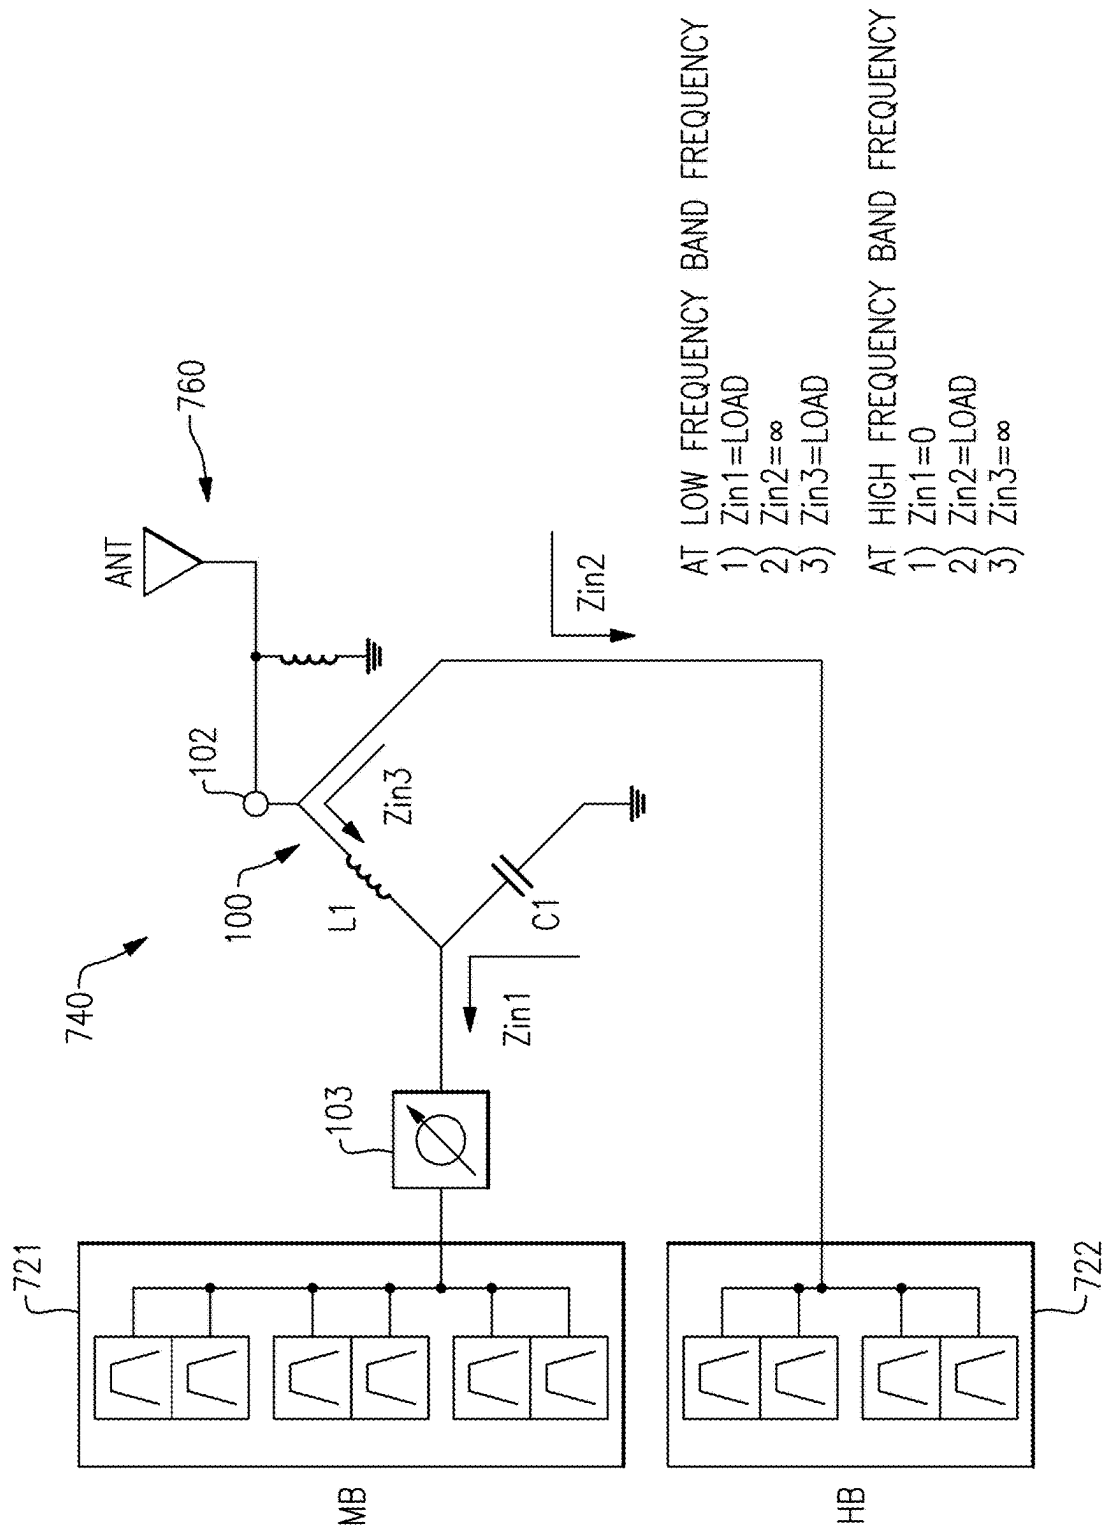 740
760
721
103
100
102
ANT
L1
C1
Zin1
Zin3
Zin2
MB
HB
722
AT LOW FREQUENCY BAND FREQUENCY
1) Zin1=LOAD
2) Zin2=∞
3) Zin3=LOAD
AT HIGH FREQUENCY BAND FREQUENCY
1) Zin1=0
2) Zin2=LOAD
3) Zin3=∞